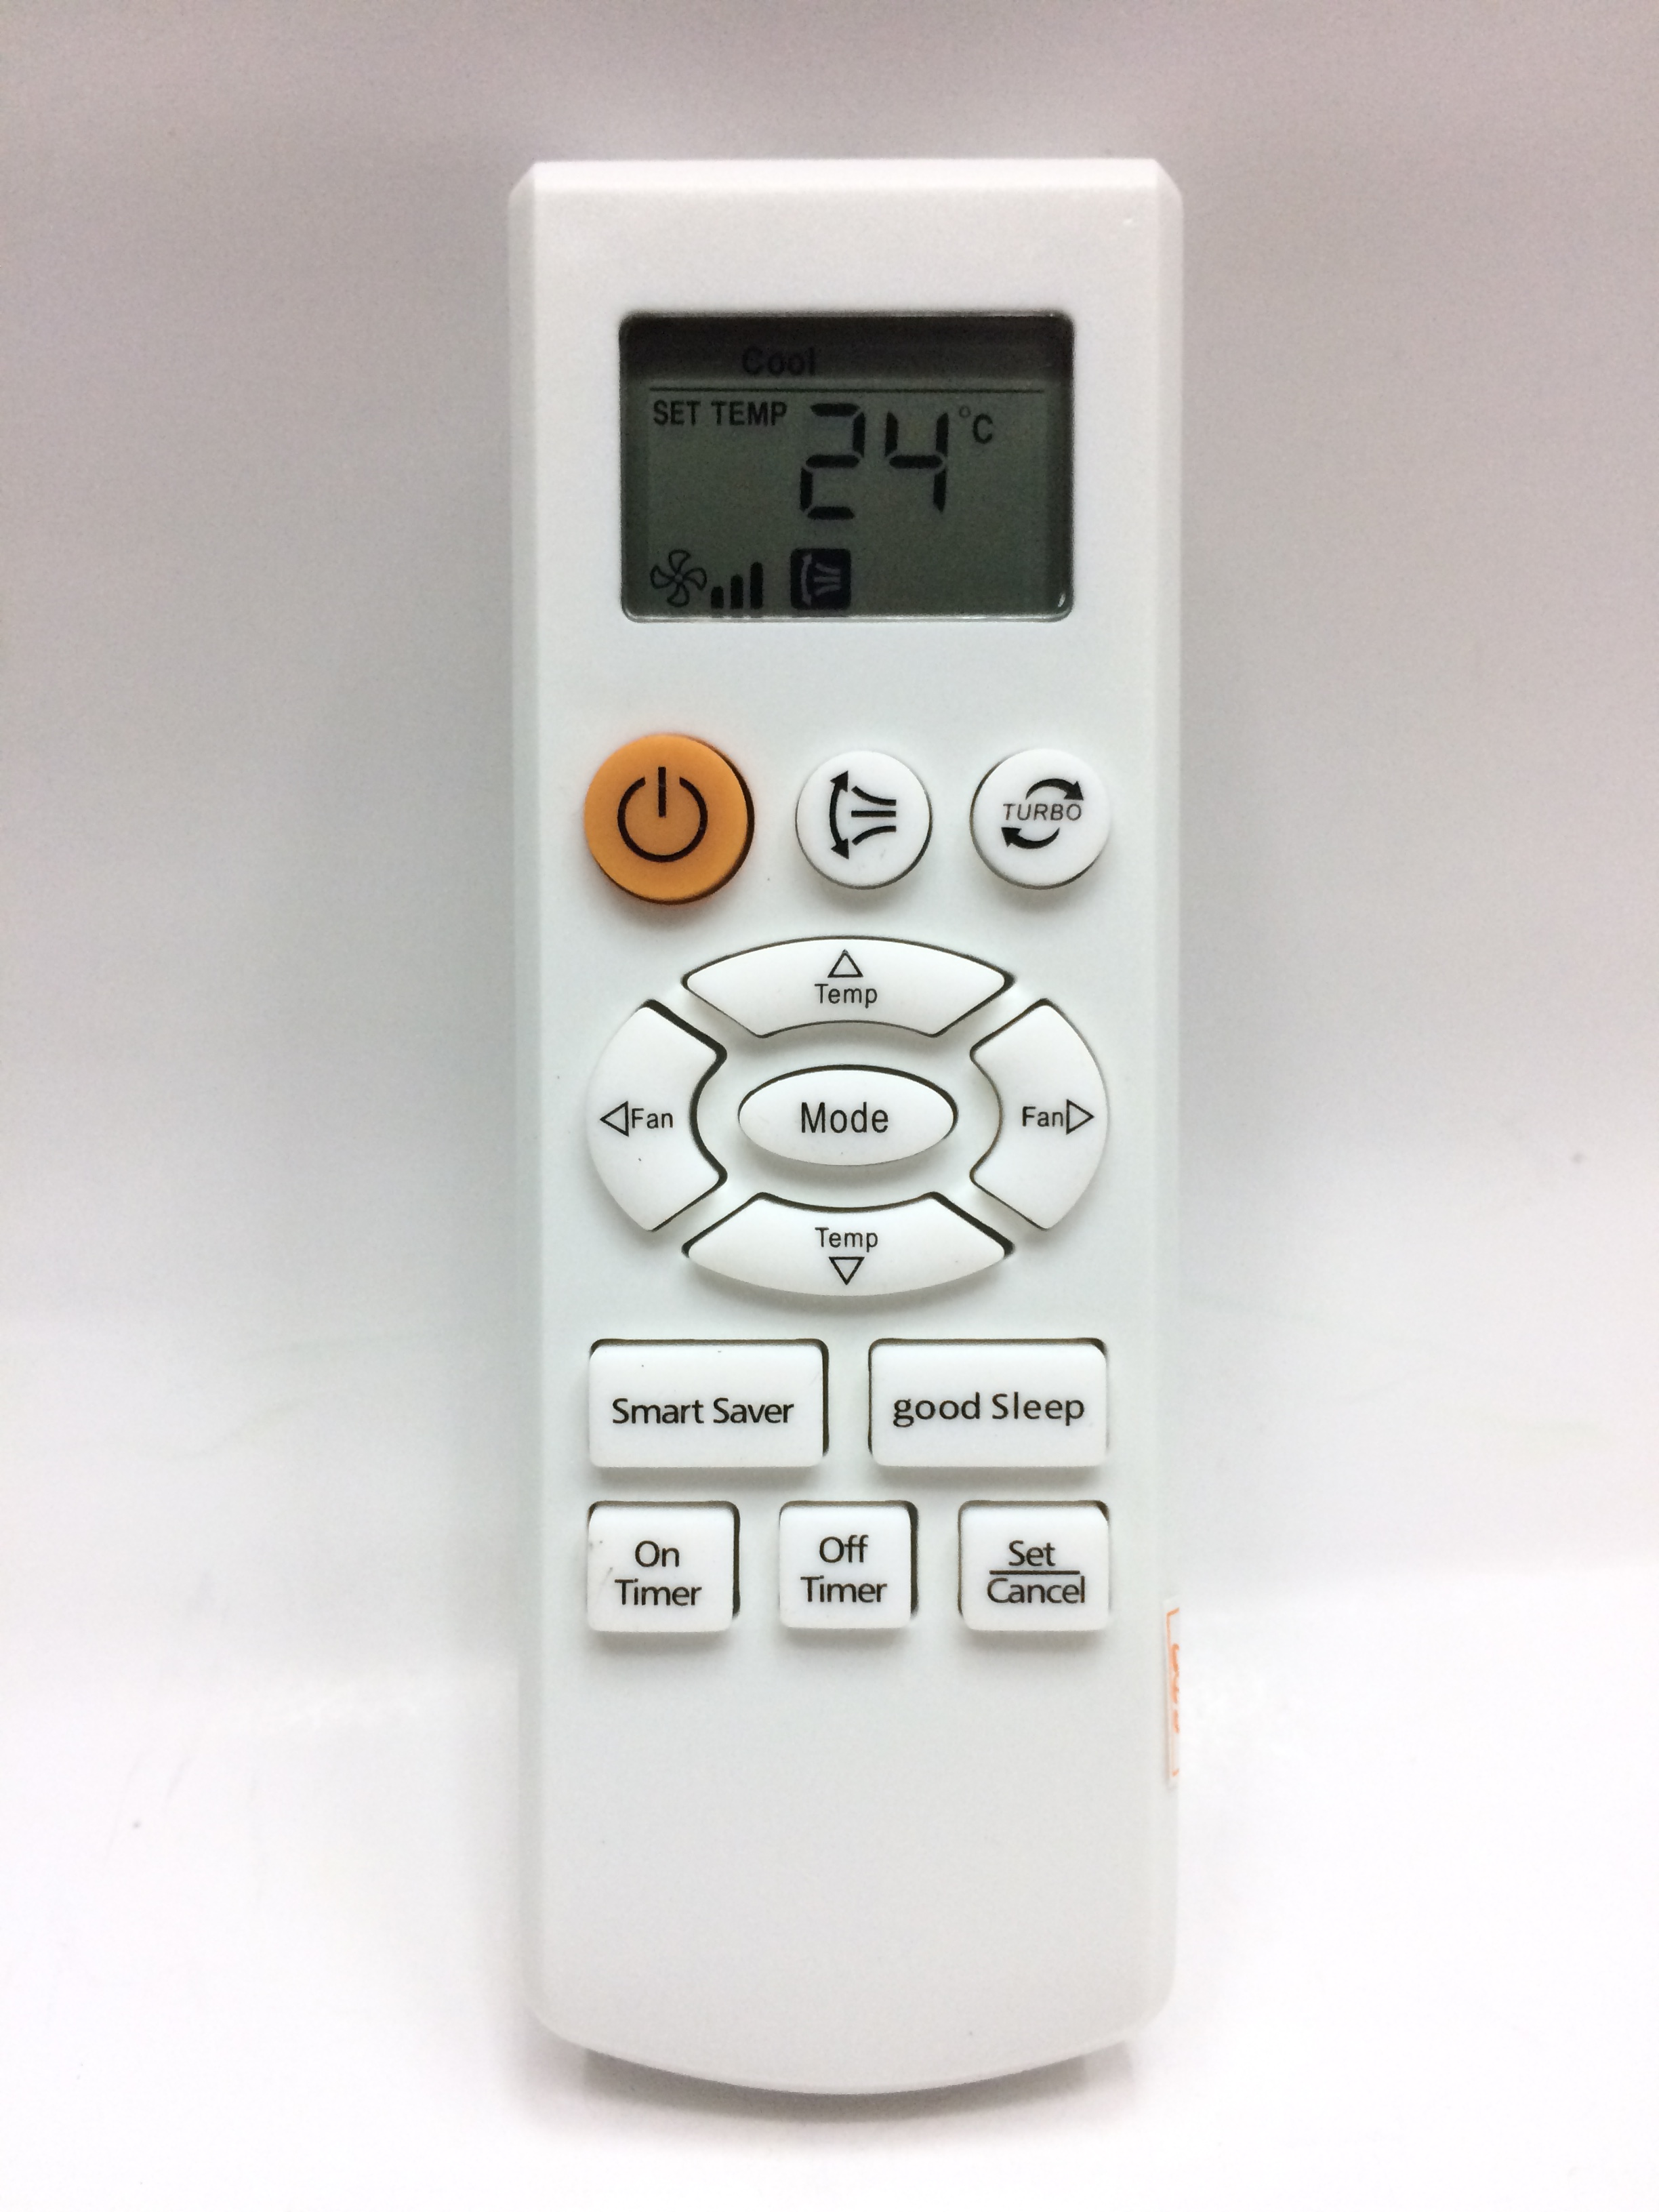 Cool
SET TEMP 24 °C
TURBO
Temp
Fan Mode Fan
Temp
Smart Saver good Sleep
On Off Set
Timer Timer Cancel